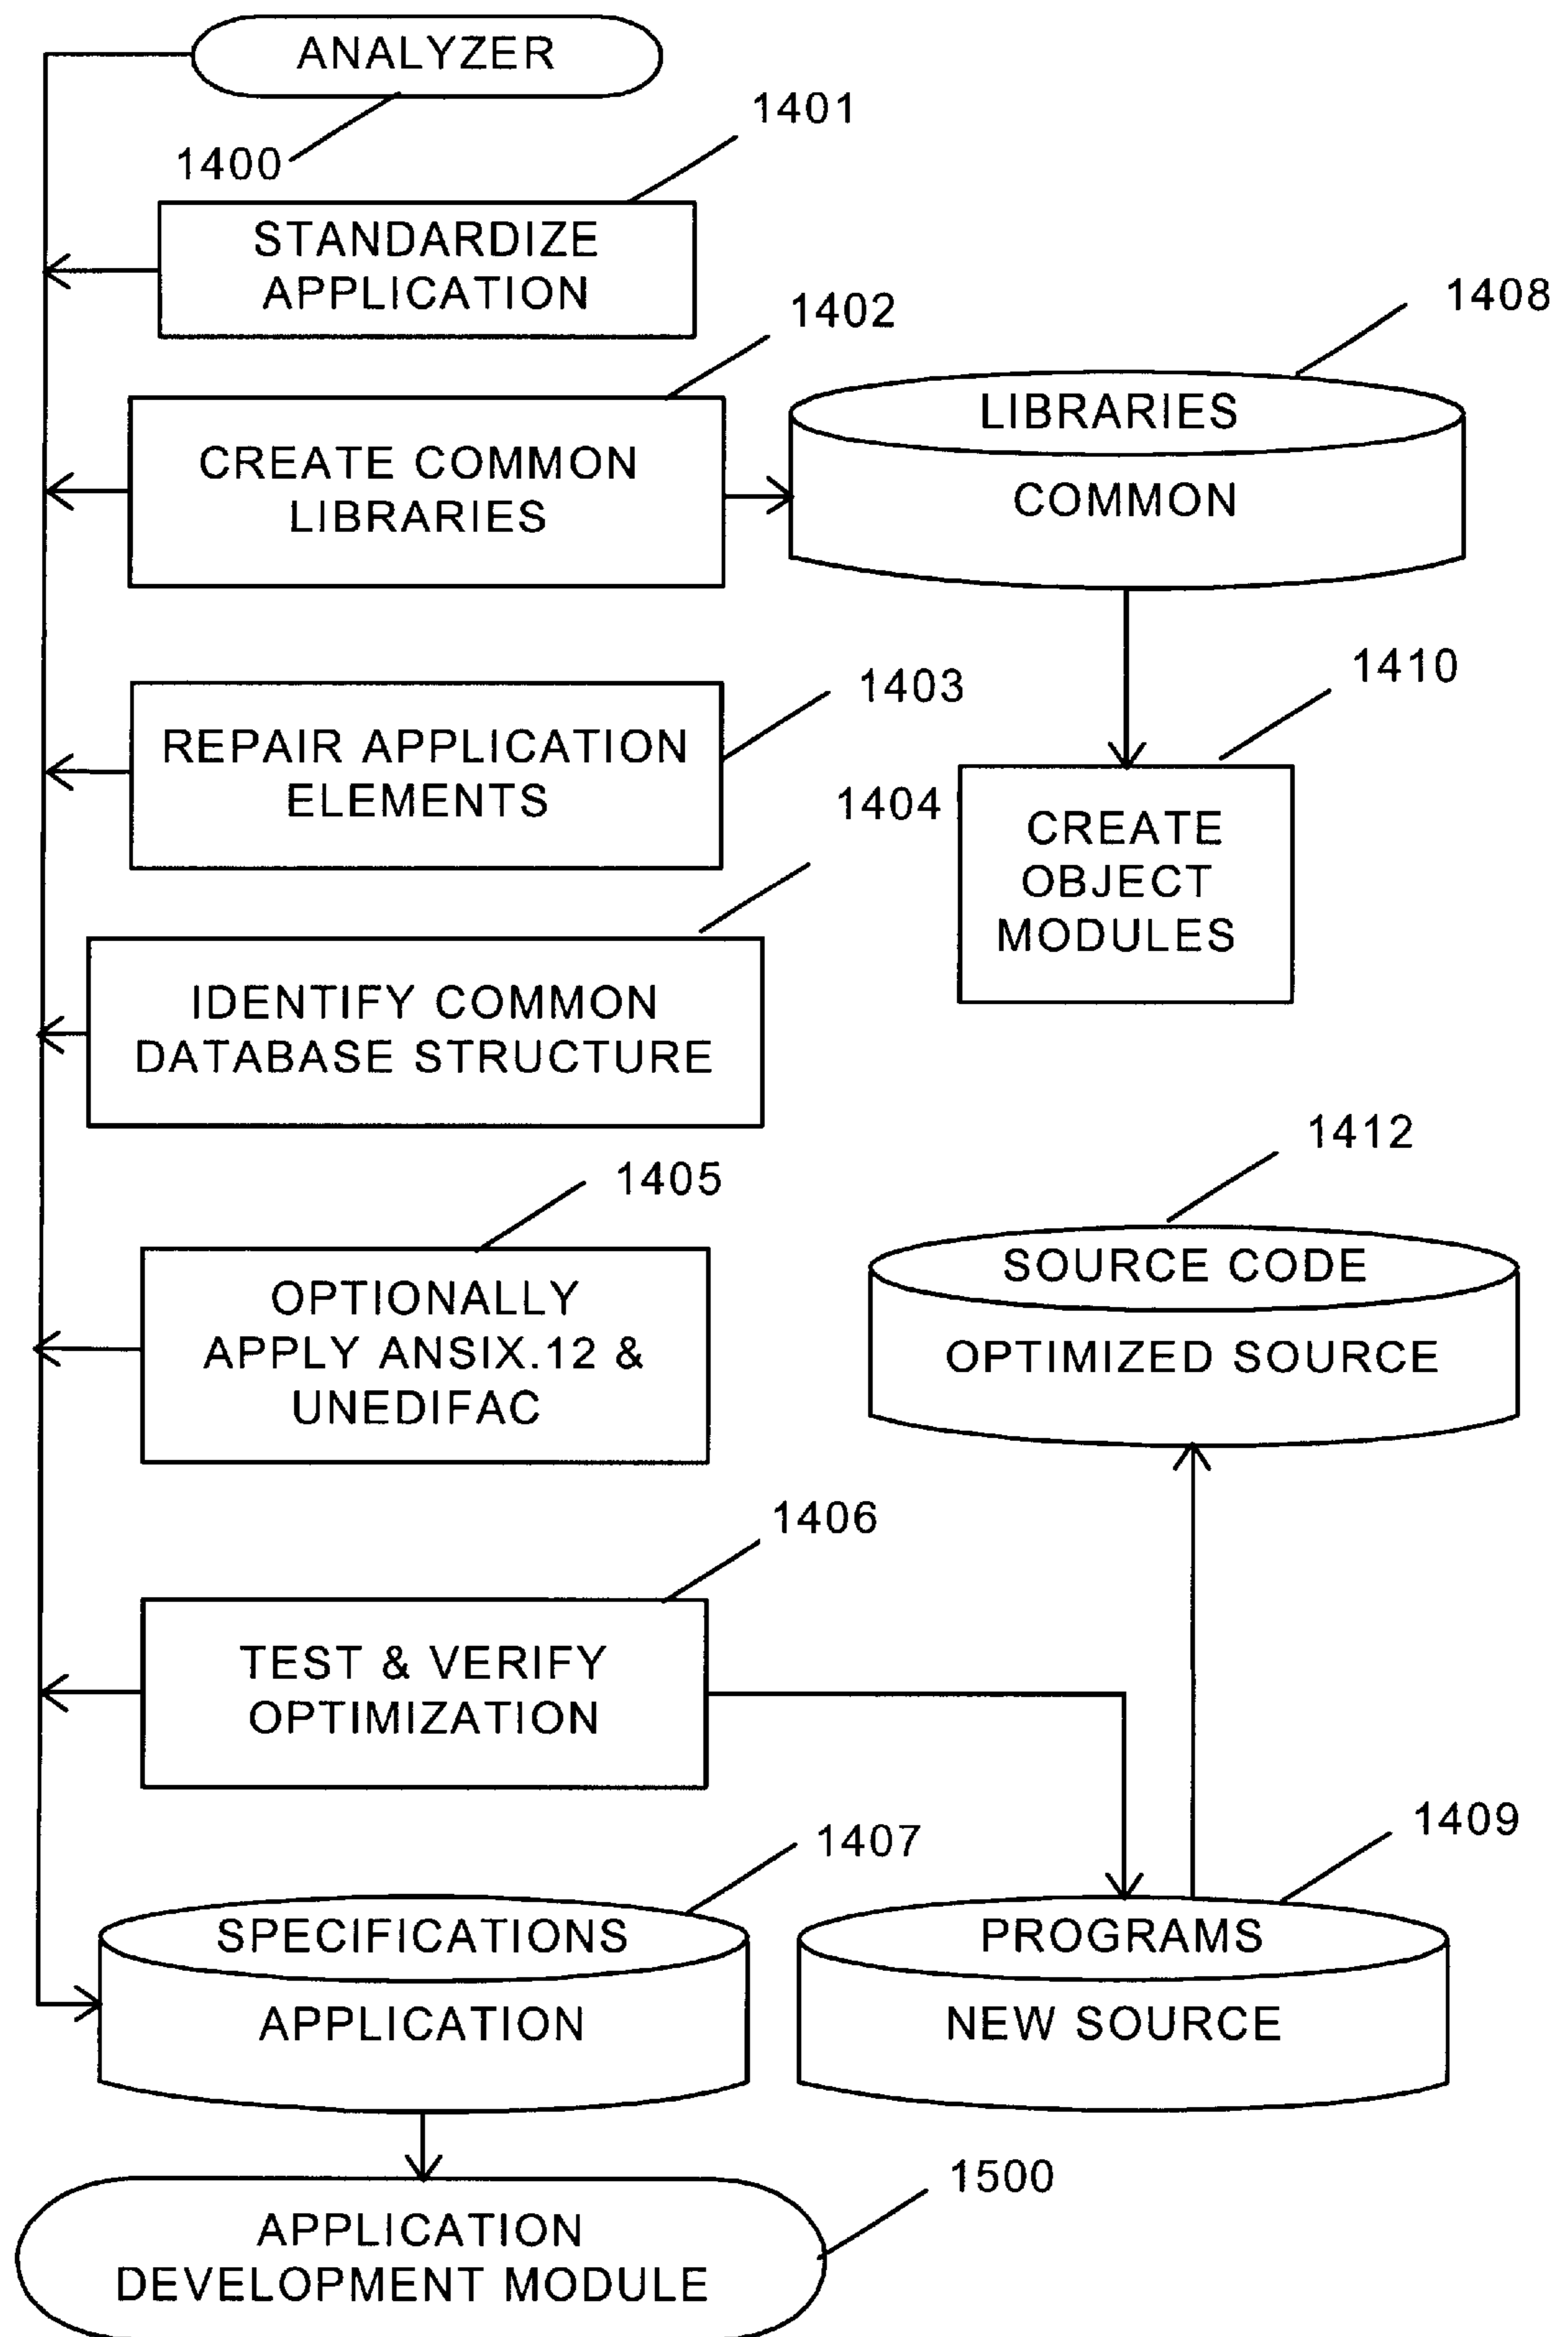 ANALYZER
1400
1401
STANDARDIZE
APPLICATION
1402
CREATE COMMON
LIBRARIES
1408
LIBRARIES
COMMON
1403
REPAIR APPLICATION
ELEMENTS
1410
CREATE
OBJECT
MODULES
1404
IDENTIFY COMMON
DATABASE STRUCTURE
1405
OPTIONALLY
APPLY ANSIX.12 &
UNEDIFAC
1412
SOURCE CODE
OPTIMIZED SOURCE
1406
TEST & VERIFY
OPTIMIZATION
1407
SPECIFICATIONS
APPLICATION
1409
PROGRAMS
NEW SOURCE
1500
APPLICATION
DEVELOPMENT MODULE